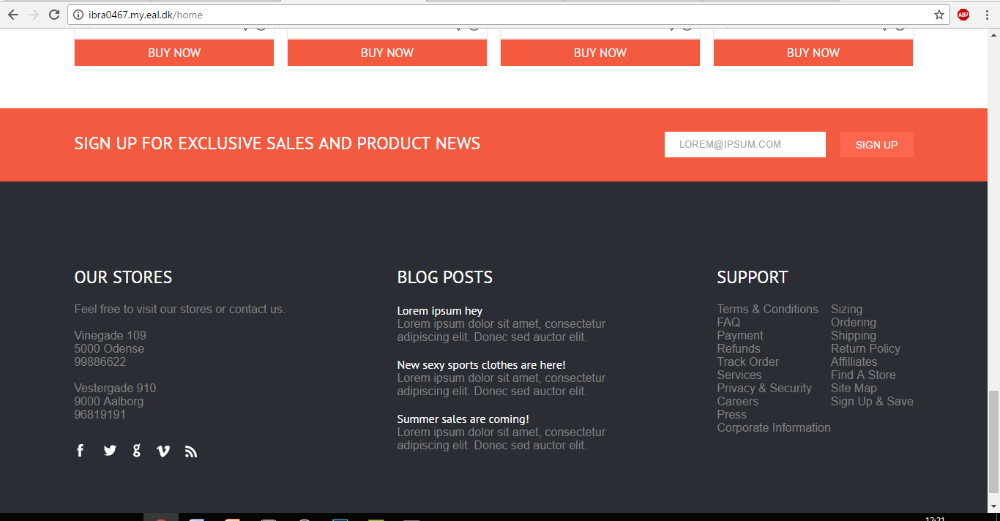 ibra0467.my.eal.dk/home
ABP
BUY NOW
BUY NOW
BUY NOW
BUY NOW
SIGN UP FOR EXCLUSIVE SALES AND PRODUCT NEWS
LOREM@IPSUM.COM
SIGN UP
OUR STORES
Feel free to visit our stores or contact us.
Vinegade 109
5000 Odense
99886622
Vestergade 910
9000 Aalborg
96819191
BLOG POSTS
Lorem ipsum hey
Lorem ipsum dolor sit amet, consectetur
adipiscing elit. Donec sed auctor elit.
New sexy sports clothes are here!
Lorem ipsum dolor sit amet, consectetur
adipiscing elit. Donec sed auctor elit.
Summer sales are coming!
Lorem ipsum dolor sit amet, consectetur
adipiscing elit. Donec sed auctor elit.
SUPPORT
Terms & Conditions
FAQ
Payment
Refunds
Track Order
Services
Privacy & Security
Careers
Press
Corporate Information
Sizing
Ordering
Shipping
Return Policy
Affilliates
Find A Store
Site Map
Sign Up & Save
12:21